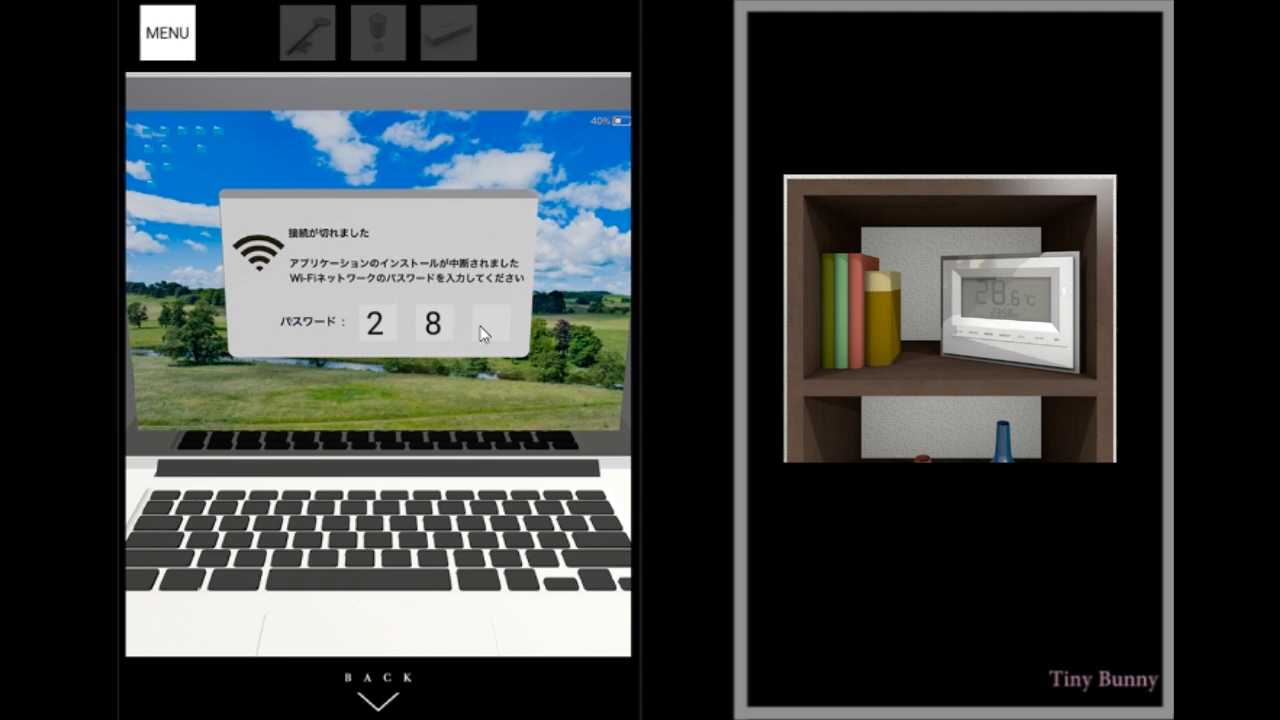 MENU
40%
接続が切れました
アプリケーションのインストールが中断されました
Wi-Fiネットワークのパスワードを入力してください
パスワード： 2 8
BACK
28.6℃
Tiny Bunny